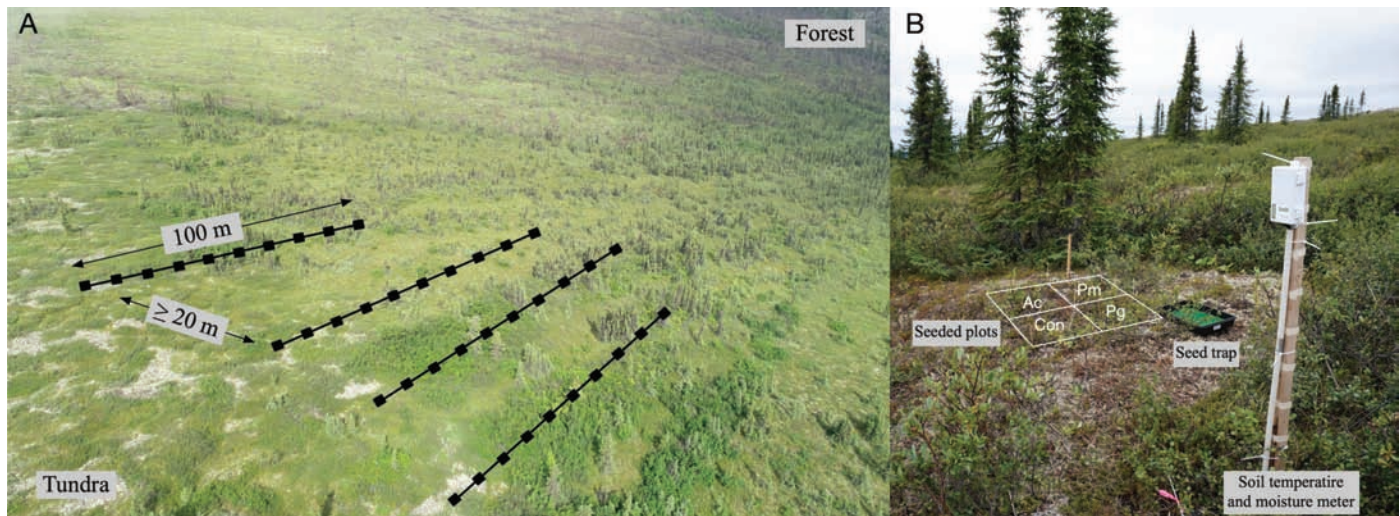 A
Forest
100 m
≥ 20 m
Tundra
B
Ac
Pm
Con
Pg
Seeded plots
Seed trap
Soil temperatire
and moisture meter